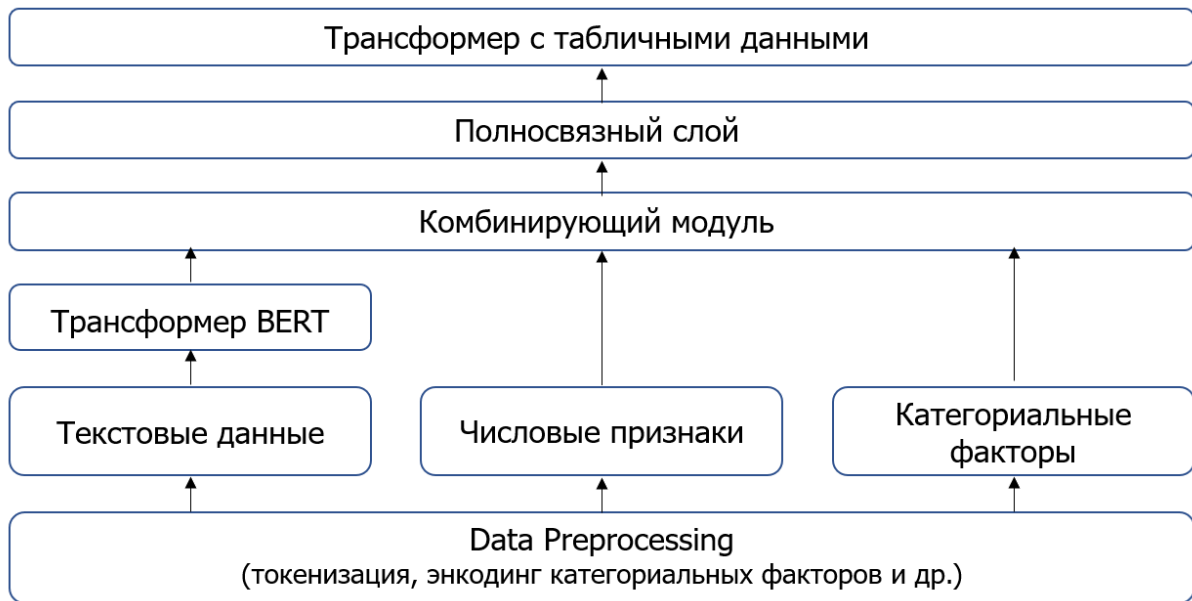 Трансформер с табличными данными
Полносвязный слой
Комбинирующий модуль
Трансформер BERT
Текстовые данные
Числовые признаки
Категориальные
факторы
Data Preprocessing
(токенизация, энкодинг категориальных факторов и др.)